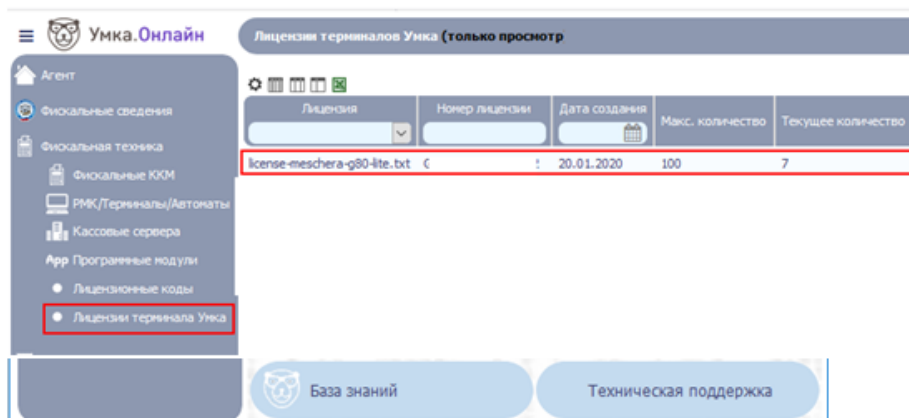 Умка.Онлайн
Лицензии терминалов Умка (только просмотр
Агент
Фискальные сведения
Фискальная техника
Фискальные ККМ
РМК/Терминалы/Автоматы
Кассовые сервера
App Программные модули
Лицензионные коды
Лицензии терминала Умка
Лицензия Номер лицензии Дата создания Макс. количество Текущее количество
license-meschera-g80-lite.txt 20.01.2020 100 7
База знаний Техническая поддержка